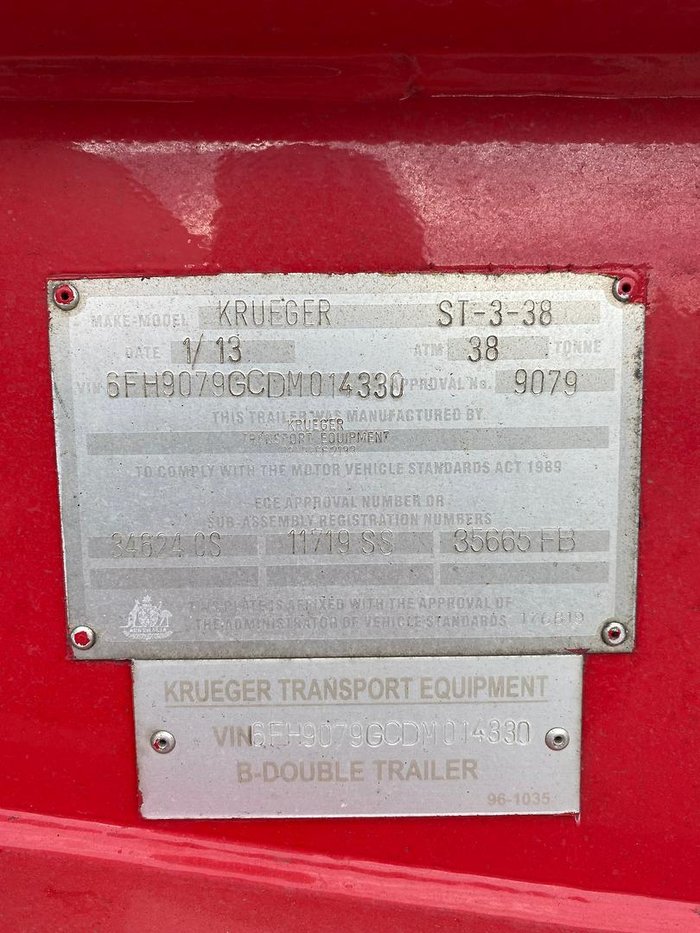 MAKE-MODEL KRUEGER ST-3-38
DATE 1/13 ATM 38 TONNE
VIN 6FH9079GCDM014330 APPROVAL No. 9079
THIS TRAILER WAS MANUFACTURED BY
KRUEGER
TRANSPORT EQUIPMENT
TO COMPLY WITH THE MOTOR VEHICLE STANDARDS ACT 1989
ECE APPROVAL NUMBER OR
SUB-ASSEMBLY REGISTRATION NUMBERS
34624 CS 11719 SS 35665 FB
THIS PLATE IS AFFIXED WITH THE APPROVAL OF
THE ADMINISTRATOR OF VEHICLE STANDARDS
AUSTRALIA
KRUEGER TRANSPORT EQUIPMENT
VIN 6FH9079GCDM014330
B-DOUBLE TRAILER
96-1035